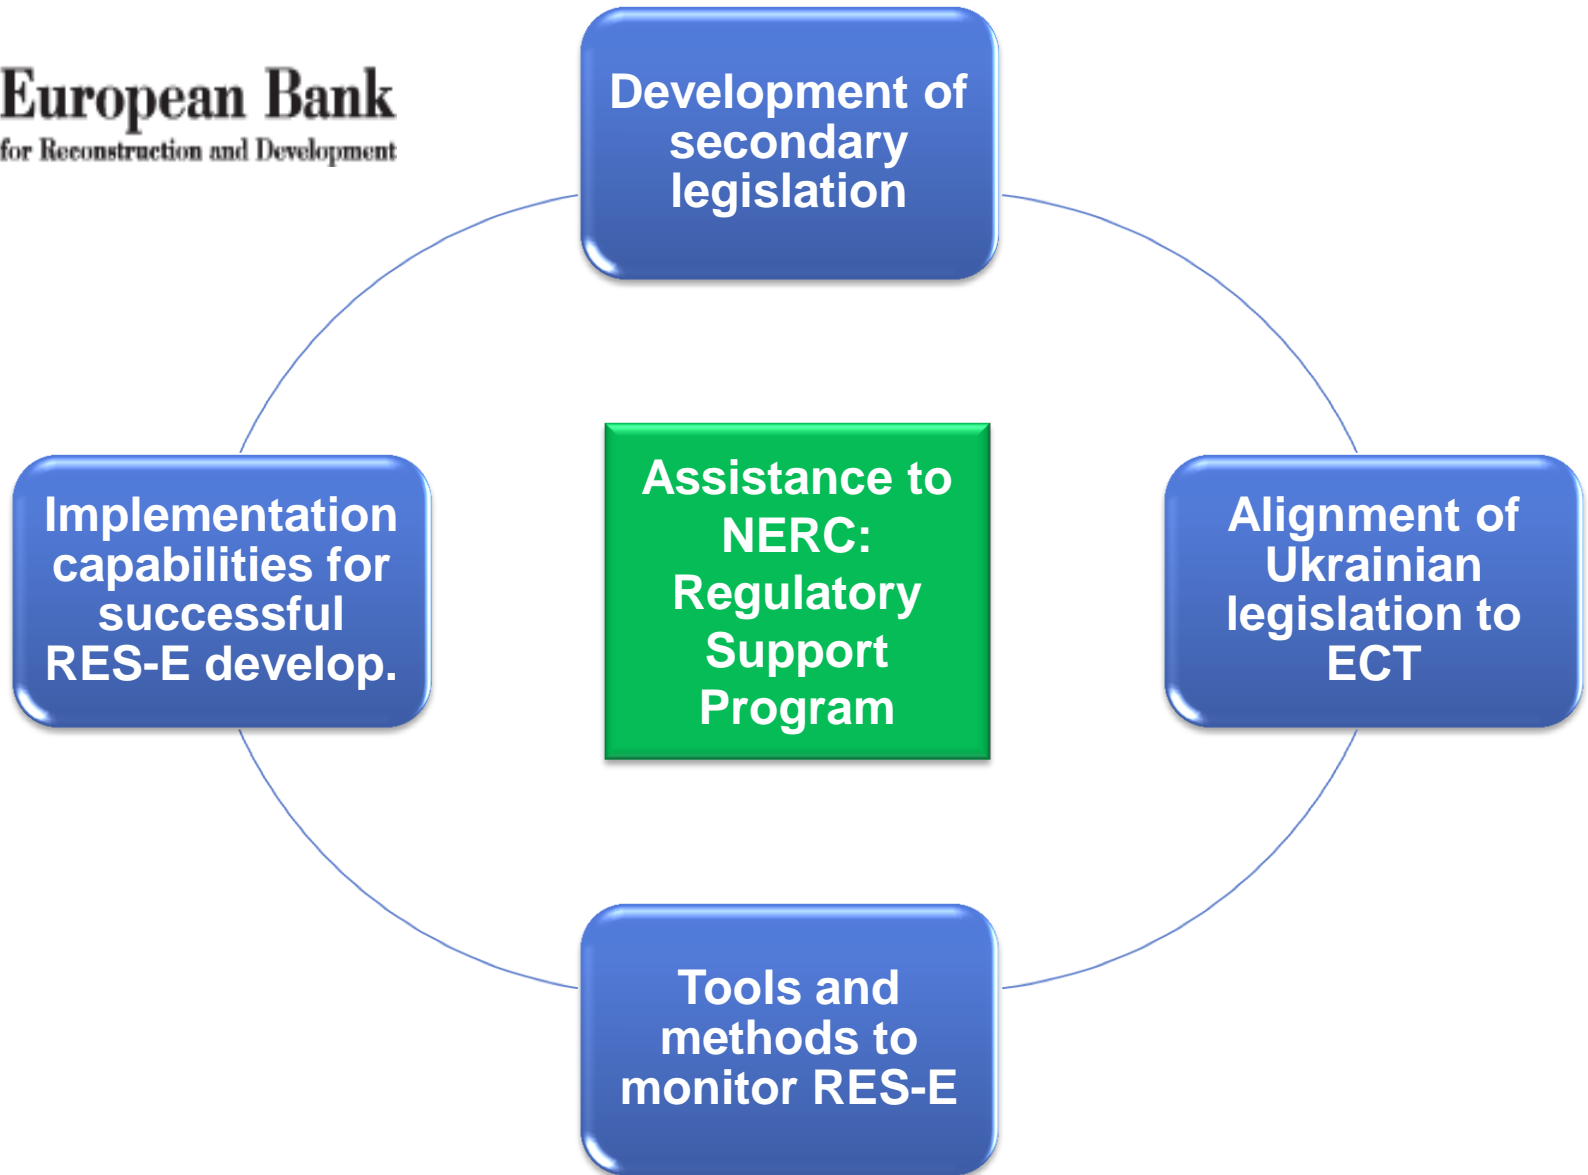 European Bank
for Reconstruction and Development
Development of
secondary
legislation
Implementation
capabilities for
successful
RES-E develop.
Assistance to
NERC:
Regulatory
Support
Program
Alignment of
Ukrainian
legislation to
ECT
Tools and
methods to
monitor RES-E